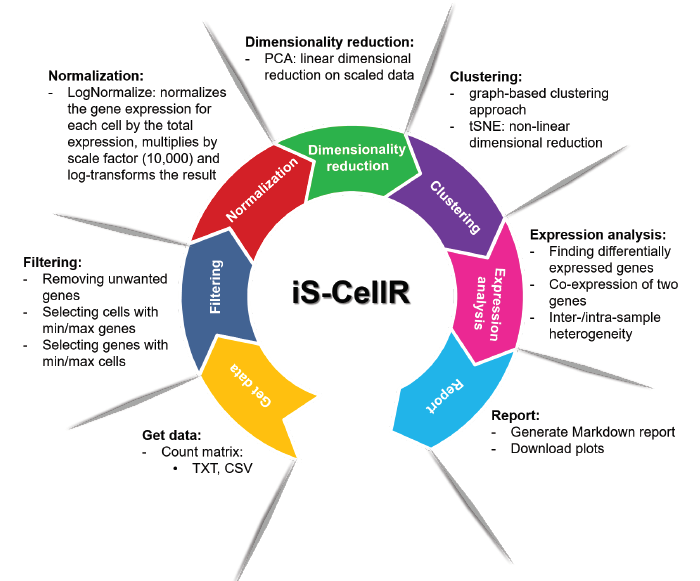 Dimensionality reduction:
- PCA: linear dimensional
reduction on scaled data
Normalization:
- LogNormalize: normalizes
the gene expression for
each cell by the total
expression, multiplies by
scale factor (10,000) and
log-transforms the result
Clustering:
- graph-based clustering
approach
- tSNE: non-linear
dimensional reduction
Filtering:
- Removing unwanted
genes
- Selecting cells with
min/max genes
- Selecting genes with
min/max cells
Expression analysis:
- Finding differentially
expressed genes
- Co-expression of two
genes
- Inter-/intra-sample
heterogeneity
Get data:
- Count matrix:
• TXT, CSV
Report:
- Generate Markdown report
- Download plots
Get data
Filtering
Normalization
Dimensionality
reduction
Clustering
Expression
analysis
Report
iS-CellR